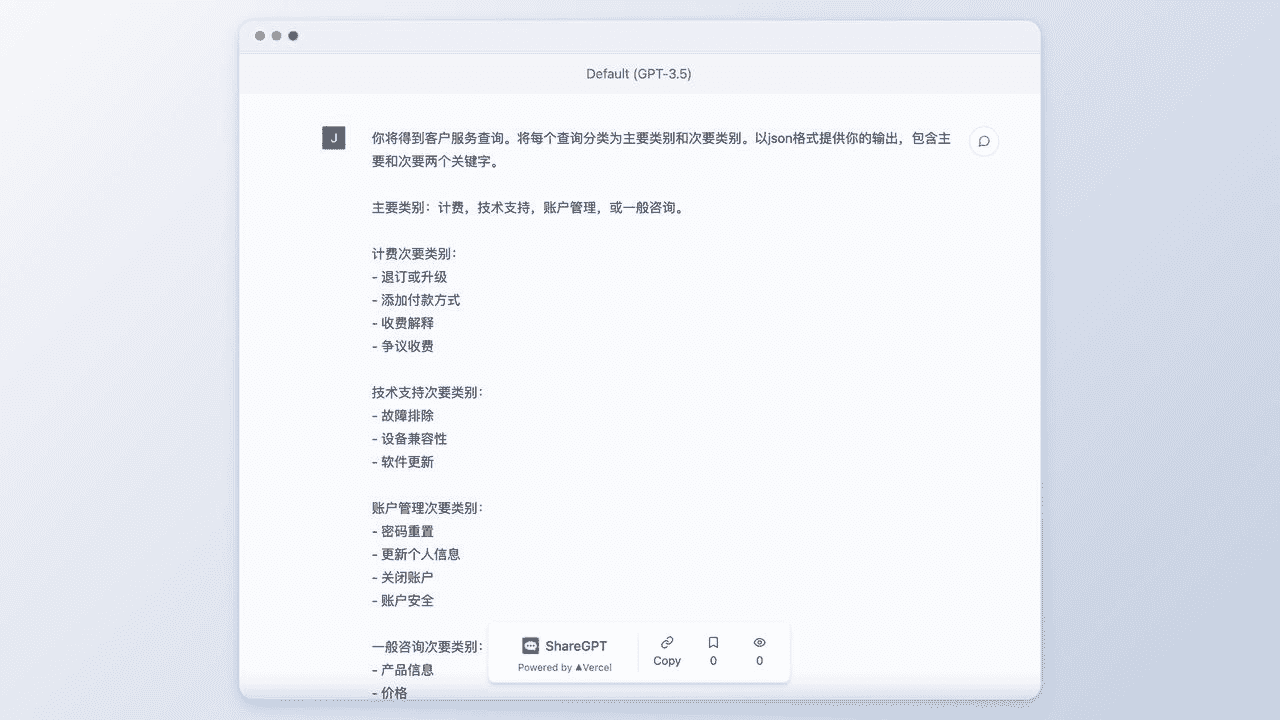 Default (GPT-3.5)
J
你将得到客户服务查询。将每个查询分类为主要类别和次要类别。以json格式提供你的输出，包含主
要和次要两个关键字。
主要类别：计费，技术支持，账户管理，或一般咨询。
计费次要类别：
- 退订或升级
- 添加付款方式
- 收费解释
- 争议收费
技术支持次要类别：
- 故障排除
- 设备兼容性
- 软件更新
账户管理次要类别：
- 密码重置
- 更新个人信息
- 关闭账户
- 账户安全
一般咨询次要类别：
- 产品信息
- 价格
ShareGPT
Powered by ▲Vercel
Copy
0
0